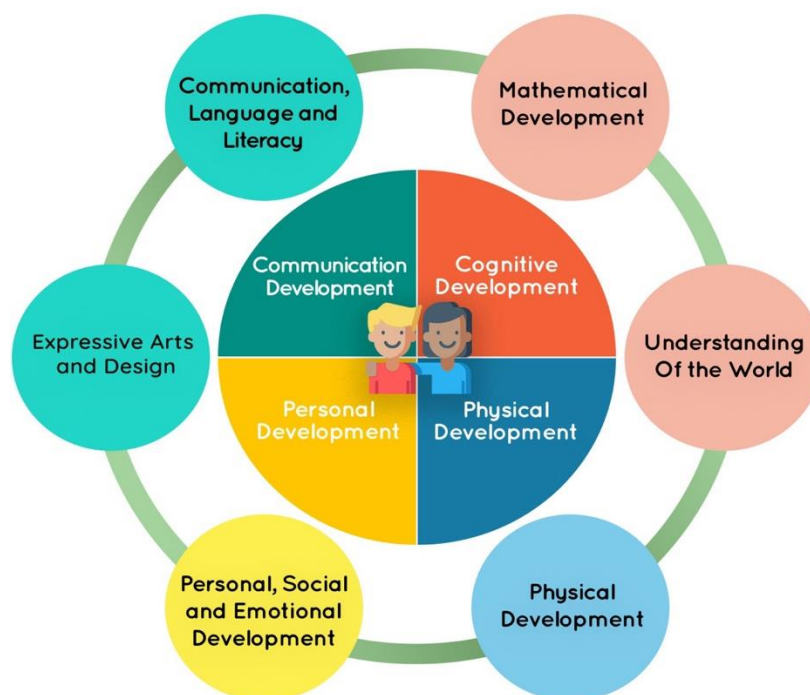 Communication,
Language and
Literacy
Mathematical
Development
Communication
Development
Cognitive
Development
Expressive Arts
and Design
Understanding
Of the World
Personal
Development
Physical
Development
Personal, Social
and Emotional
Development
Physical
Development